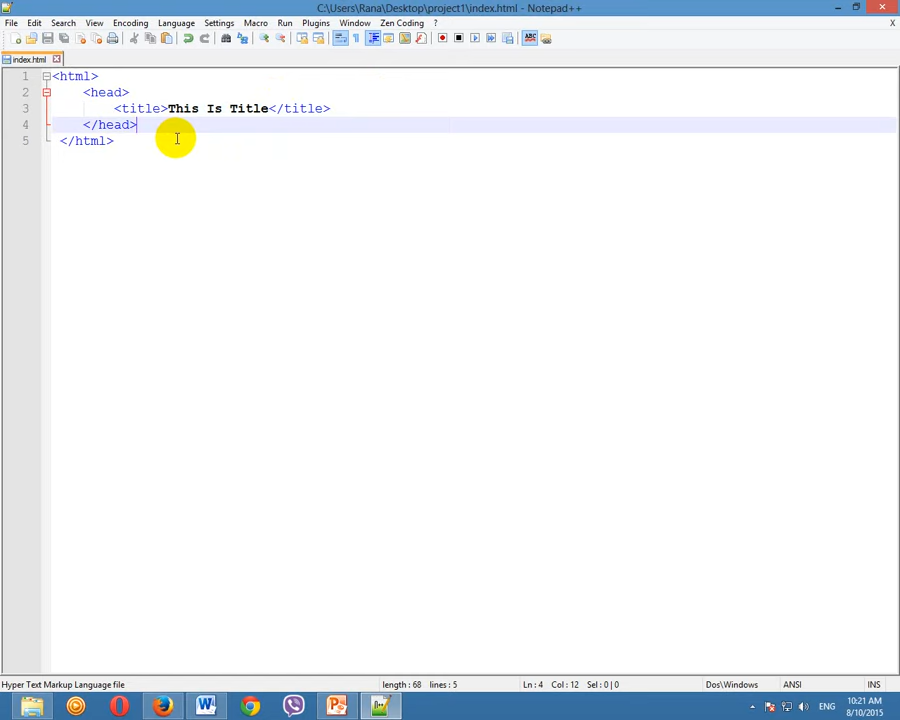 C:\Users\Rana\Desktop\project1\index.html - Notepad++
File Edit Search View Encoding Language Settings Macro Run Plugins Window Zen Coding ? X
index.html
1 <html>
2 <head>
3 <title>This Is Title</title>
4 </head>
5 </html>
Hyper Text Markup Language file length : 68 lines : 5 Ln : 4 Col : 12 Sel : 0 | 0 Dos\Windows ANSI INS
ENG 10:21 AM
8/10/2015